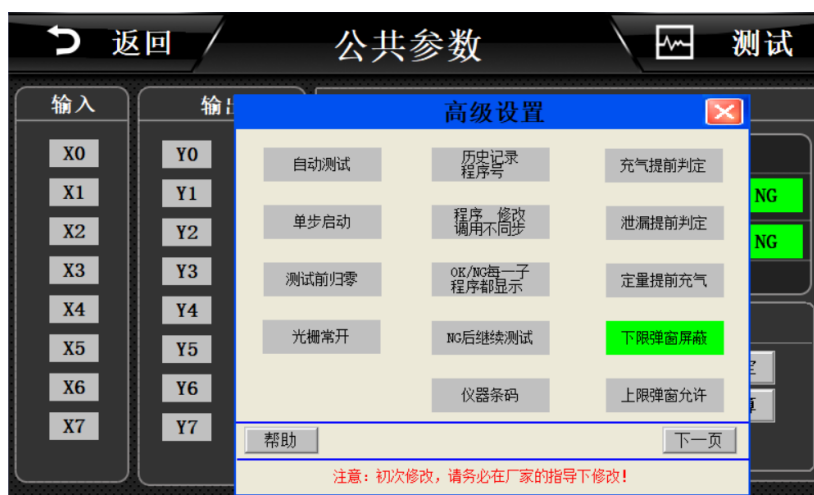 返回
公共参数
测试
输入
输出
X0
X1
X2
X3
X4
X5
X6
X7
Y0
Y1
Y2
Y3
Y4
Y5
Y6
Y7
高级设置
自动测试
历史记录
程序号
充气提前判定
单步启动
程序 修改
调用不同步
泄漏提前判定
测试前归零
OK/NG每一子
程序都显示
定量提前充气
光栅常开
NG后继续测试
下限弹窗屏蔽
仪器条码
上限弹窗允许
帮助
下一页
注意：初次修改，请务必在厂家的指导下修改！
NG
NG